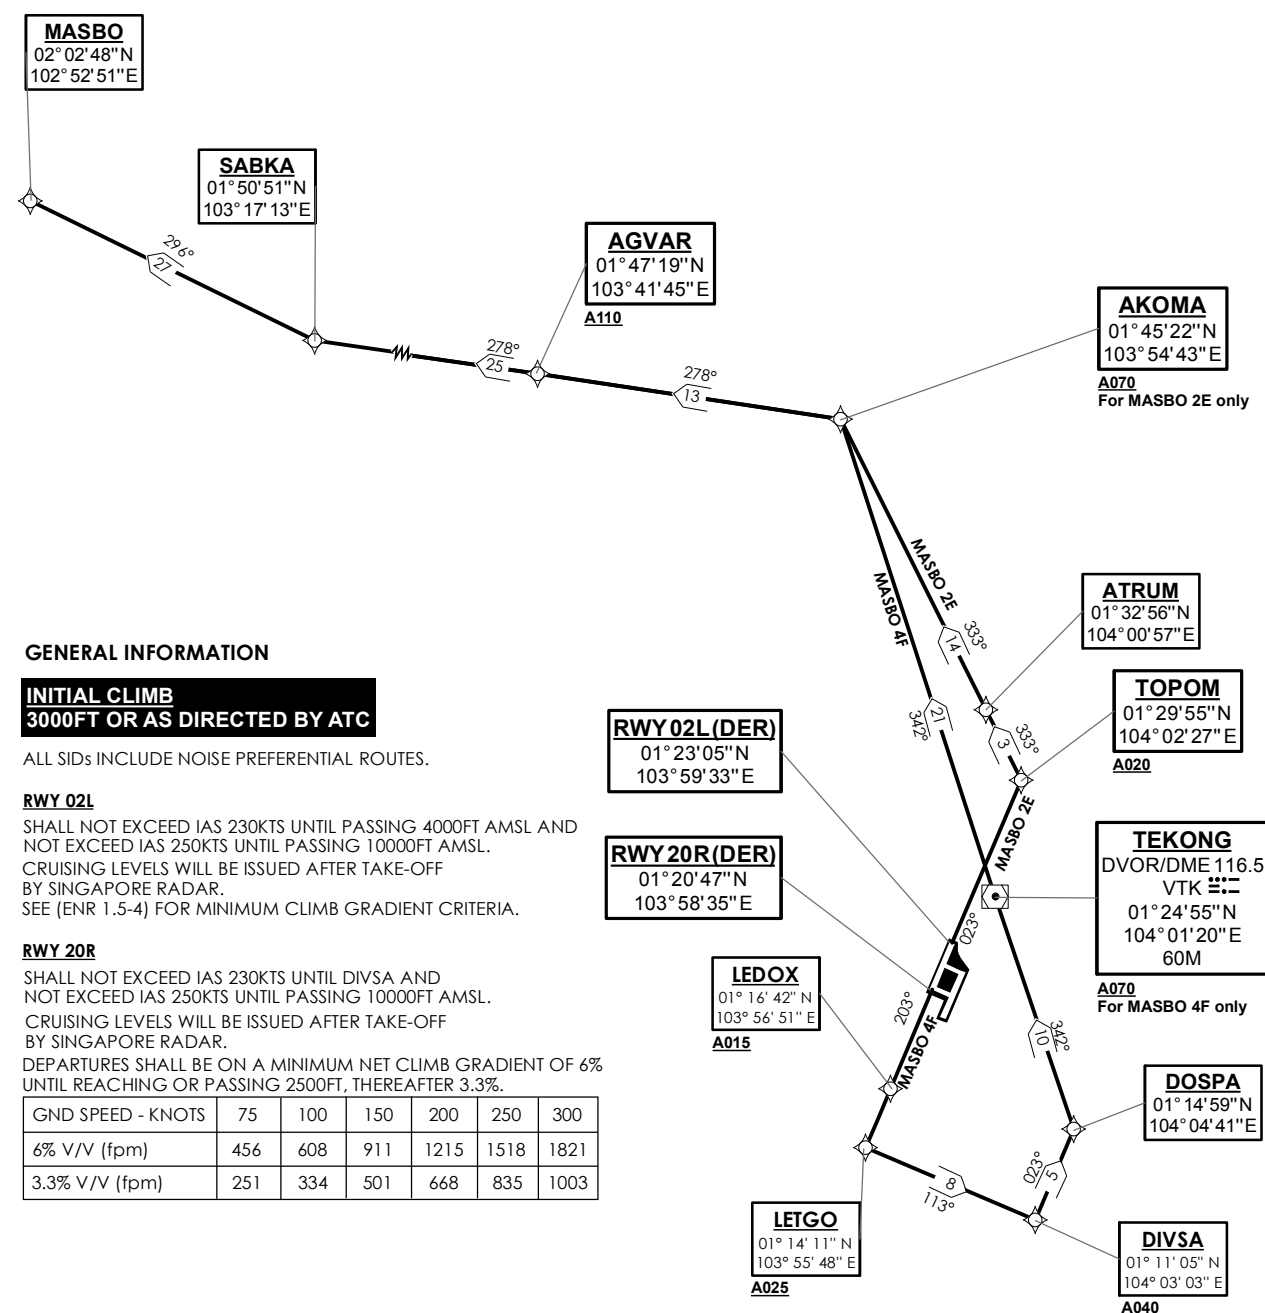 MASBO
02°02'48"N
102°52'51"E
SABKA
01°50'51"N
103°17'13"E
296°
27
AGVAR
01°47'19"N
103°41'45"E
A110
278°
25
278°
13
AKOMA
01°45'22"N
103°54'43"E
A070
For MASBO 2E only
MASBO 2E
MASBO 4F
ATRUM
01°32'56"N
104°00'57"E
333°
14
TOPOM
01°29'55"N
104°02'27"E
A020
333°
3
21
342°
MASBO 2E
GENERAL INFORMATION
INITIAL CLIMB
3000FT OR AS DIRECTED BY ATC
ALL SIDs INCLUDE NOISE PREFERENTIAL ROUTES.
RWY 02L
SHALL NOT EXCEED IAS 230KTS UNTIL PASSING 4000FT AMSL AND
NOT EXCEED IAS 250KTS UNTIL PASSING 10000FT AMSL.
CRUISING LEVELS WILL BE ISSUED AFTER TAKE-OFF
BY SINGAPORE RADAR.
SEE (ENR 1.5-4) FOR MINIMUM CLIMB GRADIENT CRITERIA.
RWY 20R
SHALL NOT EXCEED IAS 230KTS UNTIL DIVSA AND
NOT EXCEED IAS 250KTS UNTIL PASSING 10000FT AMSL.
CRUISING LEVELS WILL BE ISSUED AFTER TAKE-OFF
BY SINGAPORE RADAR.
DEPARTURES SHALL BE ON A MINIMUM NET CLIMB GRADIENT OF 6%
UNTIL REACHING OR PASSING 2500FT, THEREAFTER 3.3%.
GND SPEED - KNOTS 75 100 150 200 250 300
6% V/V (fpm) 456 608 911 1215 1518 1821
3.3% V/V (fpm) 251 334 501 668 835 1003
RWY 02L(DER)
01°23'05"N
103°59'33"E
RWY 20R(DER)
01°20'47"N
103°58'35"E
TEKONG
DVOR/DME 116.5
VTK
01°24'55"N
104°01'20"E
60M
A070
For MASBO 4F only
023°
203°
MASBO 4F
LEDOX
01° 16' 42" N
103° 56' 51" E
A015
342°
10
DOSPA
01°14'59"N
104°04'41"E
023°
5
8
113°
LETGO
01° 14' 11" N
103° 55' 48" E
A025
DIVSA
01° 11' 05" N
104° 03' 03" E
A040